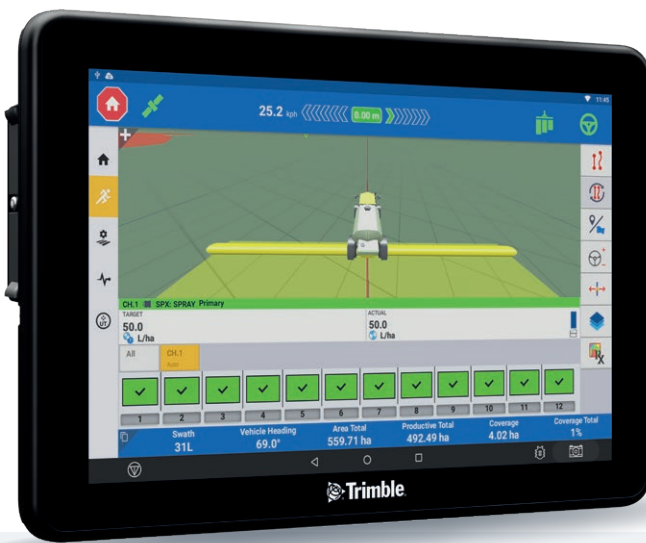 11:45
25.2 kph 0.00 m
CH.1 SPX: SPRAY Primary
TARGET ACTUAL
50.0 50.0
L/ha L/ha
UT
All CH.1
Auto
1 2 3 4 5 6 7 8 9 10 11 12
Swath Vehicle Heading Area Total Productive Total Coverage Coverage Total
31L 69.0° 559.71 ha 492.49 ha 4.02 ha 1%
Rx
Trimble